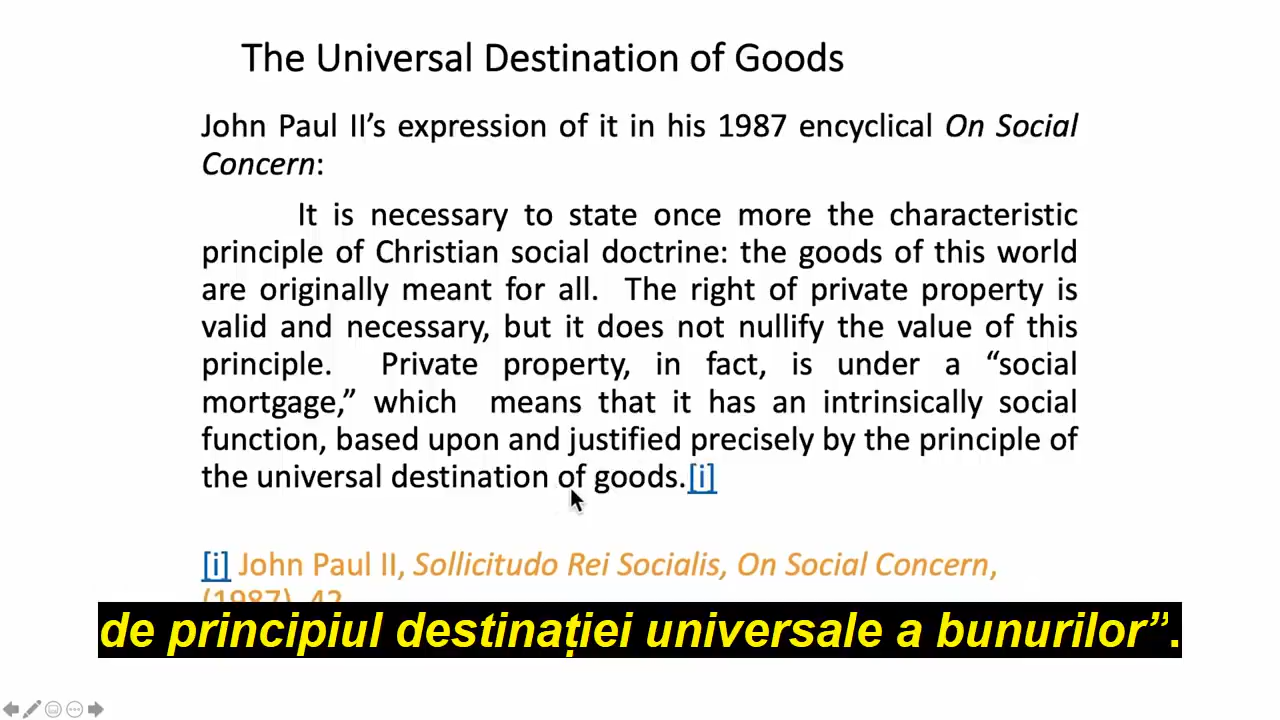 The Universal Destination of Goods
John Paul II’s expression of it in his 1987 encyclical On Social
Concern:
It is necessary to state once more the characteristic
principle of Christian social doctrine: the goods of this world
are originally meant for all. The right of private property is
valid and necessary, but it does not nullify the value of this
principle. Private property, in fact, is under a “social
mortgage,” which means that it has an intrinsically social
function, based upon and justified precisely by the principle of
the universal destination of goods.[i]
[i] John Paul II, Sollicitudo Rei Socialis, On Social Concern,
(1987), 42
de principiul destinației universale a bunurilor”.